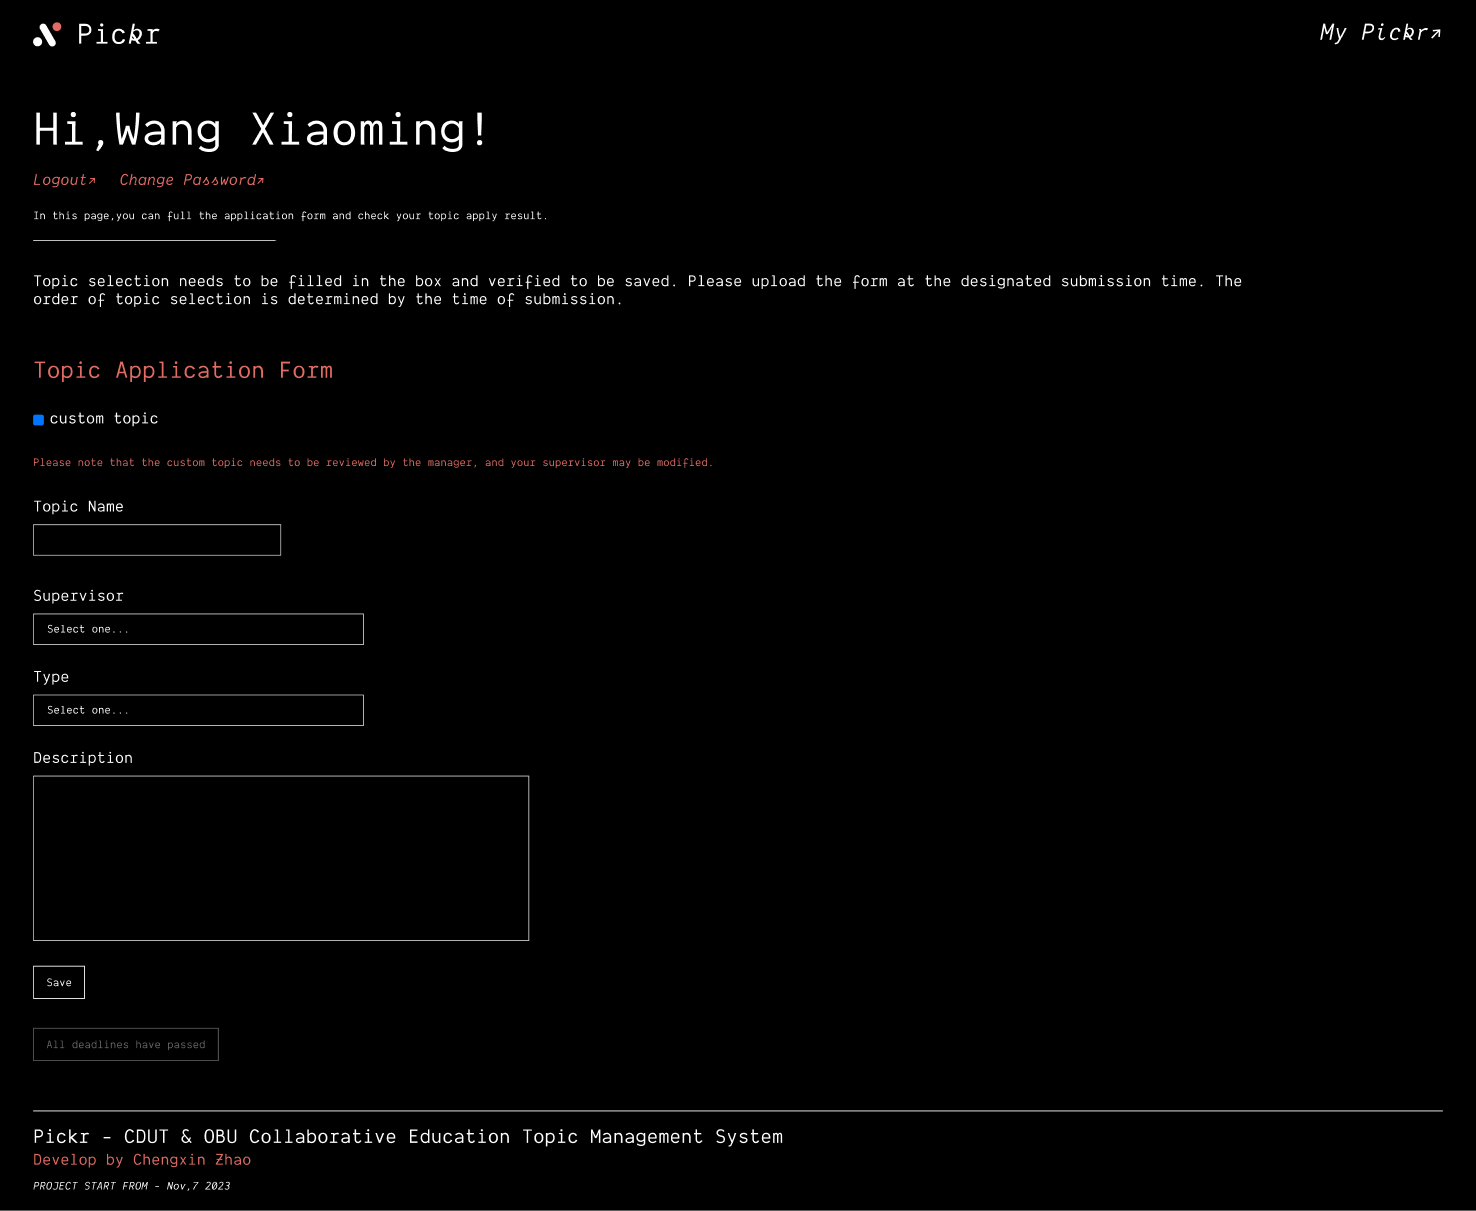 Pickr
My Pickr↗
Hi,Wang Xiaoming!
Logout↗ Change Password↗
In this page,you can full the application form and check your topic apply result.
Topic selection needs to be filled in the box and verified to be saved. Please upload the form at the designated submission time. The
order of topic selection is determined by the time of submission.
Topic Application Form
custom topic
Please note that the custom topic needs to be reviewed by the manager, and your supervisor may be modified.
Topic Name
Supervisor
Select one...
Type
Select one...
Description
Save
All deadlines have passed
Pickr - CDUT & OBU Collaborative Education Topic Management System
Develop by Chengxin Zhao
PROJECT START FROM - Nov,7 2023